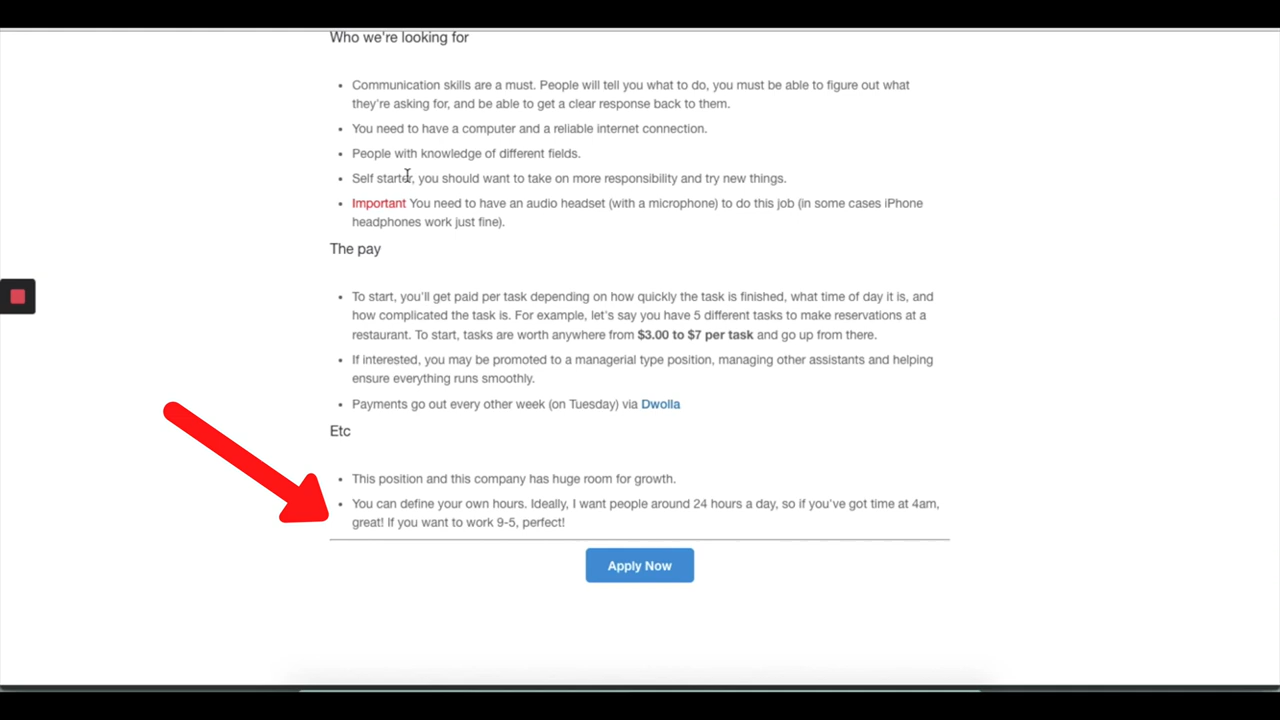 Who we're looking for
Communication skills are a must. People will tell you what to do, you must be able to figure out what
they're asking for, and be able to get a clear response back to them.
You need to have a computer and a reliable internet connection.
People with knowledge of different fields.
Self starter, you should want to take on more responsibility and try new things.
Important You need to have an audio headset (with a microphone) to do this job (in some cases iPhone
headphones work just fine).
The pay
To start, you'll get paid per task depending on how quickly the task is finished, what time of day it is, and
how complicated the task is. For example, let's say you have 5 different tasks to make reservations at a
restaurant. To start, tasks are worth anywhere from $3.00 to $7 per task and go up from there.
If interested, you may be promoted to a managerial type position, managing other assistants and helping
ensure everything runs smoothly.
Payments go out every other week (on Tuesday) via Dwolla
Etc
This position and this company has huge room for growth.
You can define your own hours. Ideally, I want people around 24 hours a day, so if you've got time at 4am,
great! If you want to work 9-5, perfect!
Apply Now